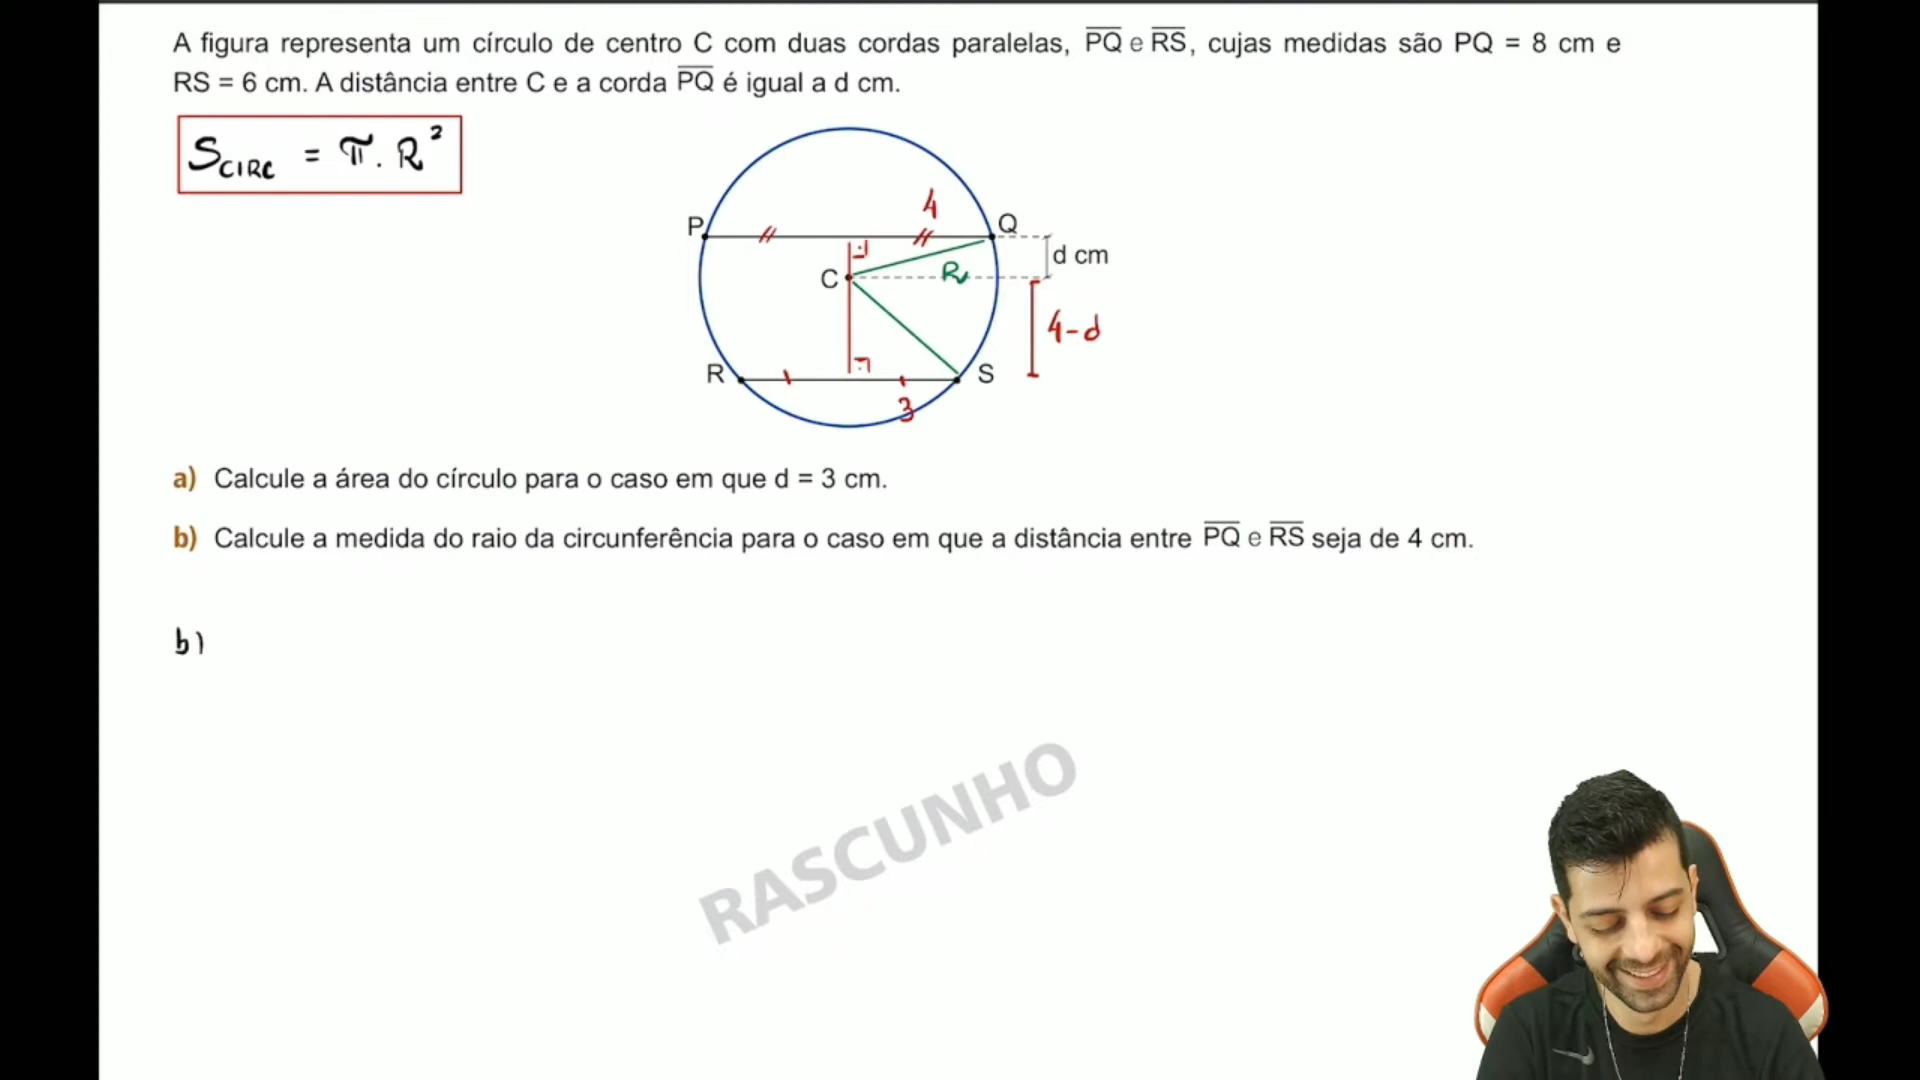 A figura representa um círculo de centro C com duas cordas paralelas, PQ e RS, cujas medidas são PQ = 8 cm e
RS = 6 cm. A distância entre C e a corda PQ é igual a d cm.
S CIRC = π. R²
4
P
Q
d cm
C
R
4-d
R
S
3
a) Calcule a área do círculo para o caso em que d = 3 cm.
b) Calcule a medida do raio da circunferência para o caso em que a distância entre PQ e RS seja de 4 cm.
b)
RASCUNHO